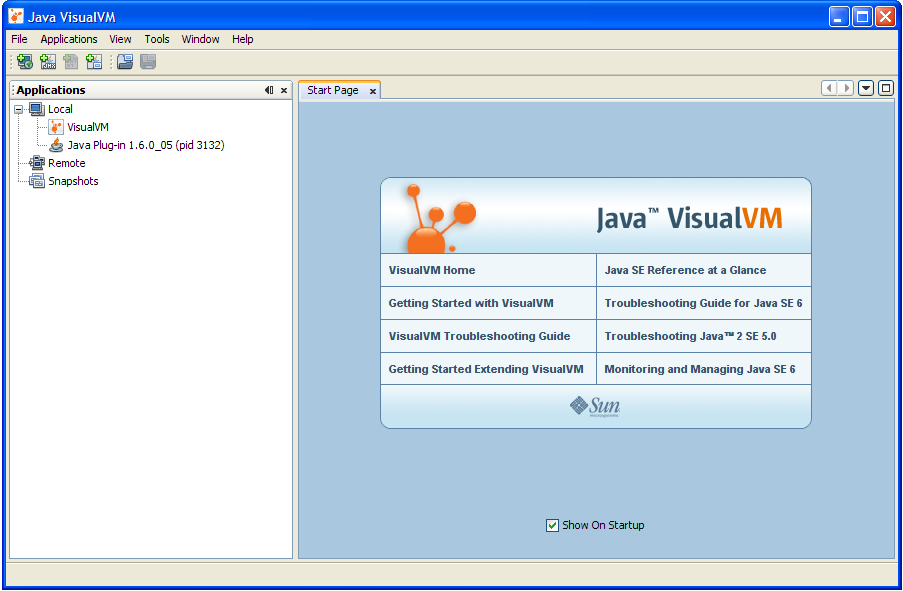 Java VisualVM
File Applications View Tools Window Help
Applications
Start Page
Local
VisualVM
Java Plug-in 1.6.0_05 (pid 3132)
Remote
Snapshots
Java™ VisualVM
VisualVM Home
Java SE Reference at a Glance
Getting Started with VisualVM
Troubleshooting Guide for Java SE 6
VisualVM Troubleshooting Guide
Troubleshooting Java™ 2 SE 5.0
Getting Started Extending VisualVM
Monitoring and Managing Java SE 6
Sun
Show On Startup